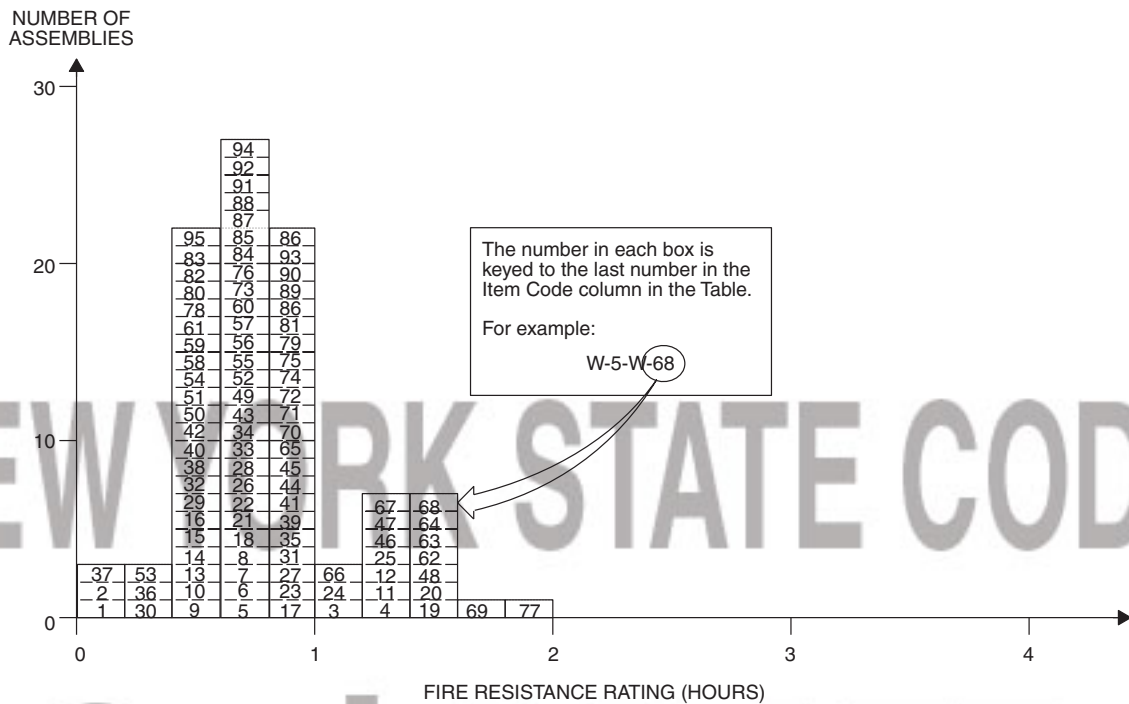 NUMBER OF
ASSEMBLIES
30
94
92
91
88
87
95 85 86
83 84 93
20
82 76 90
80 73 89
78 60 86
61 57 81
59 56 79
58 55 75
54 52 74
51 49 72
50 43 71
10
42 34 70
40 33 65
38 28 45
32 26 44
29 22 41 67 68
16 21 39 47 64
15 18 35 46 63
14 8 31 25 62
37 53 13 7 27 66 12 48
2 36 10 6 23 24 11 20
1 30 9 5 17 3 4 19 69 77
0
0 1 2 3 4
FIRE RESISTANCE RATING (HOURS)
The number in each box is
keyed to the last number in the
Item Code column in the Table.
For example:
W-5-W-68
EW YORK STATE COD